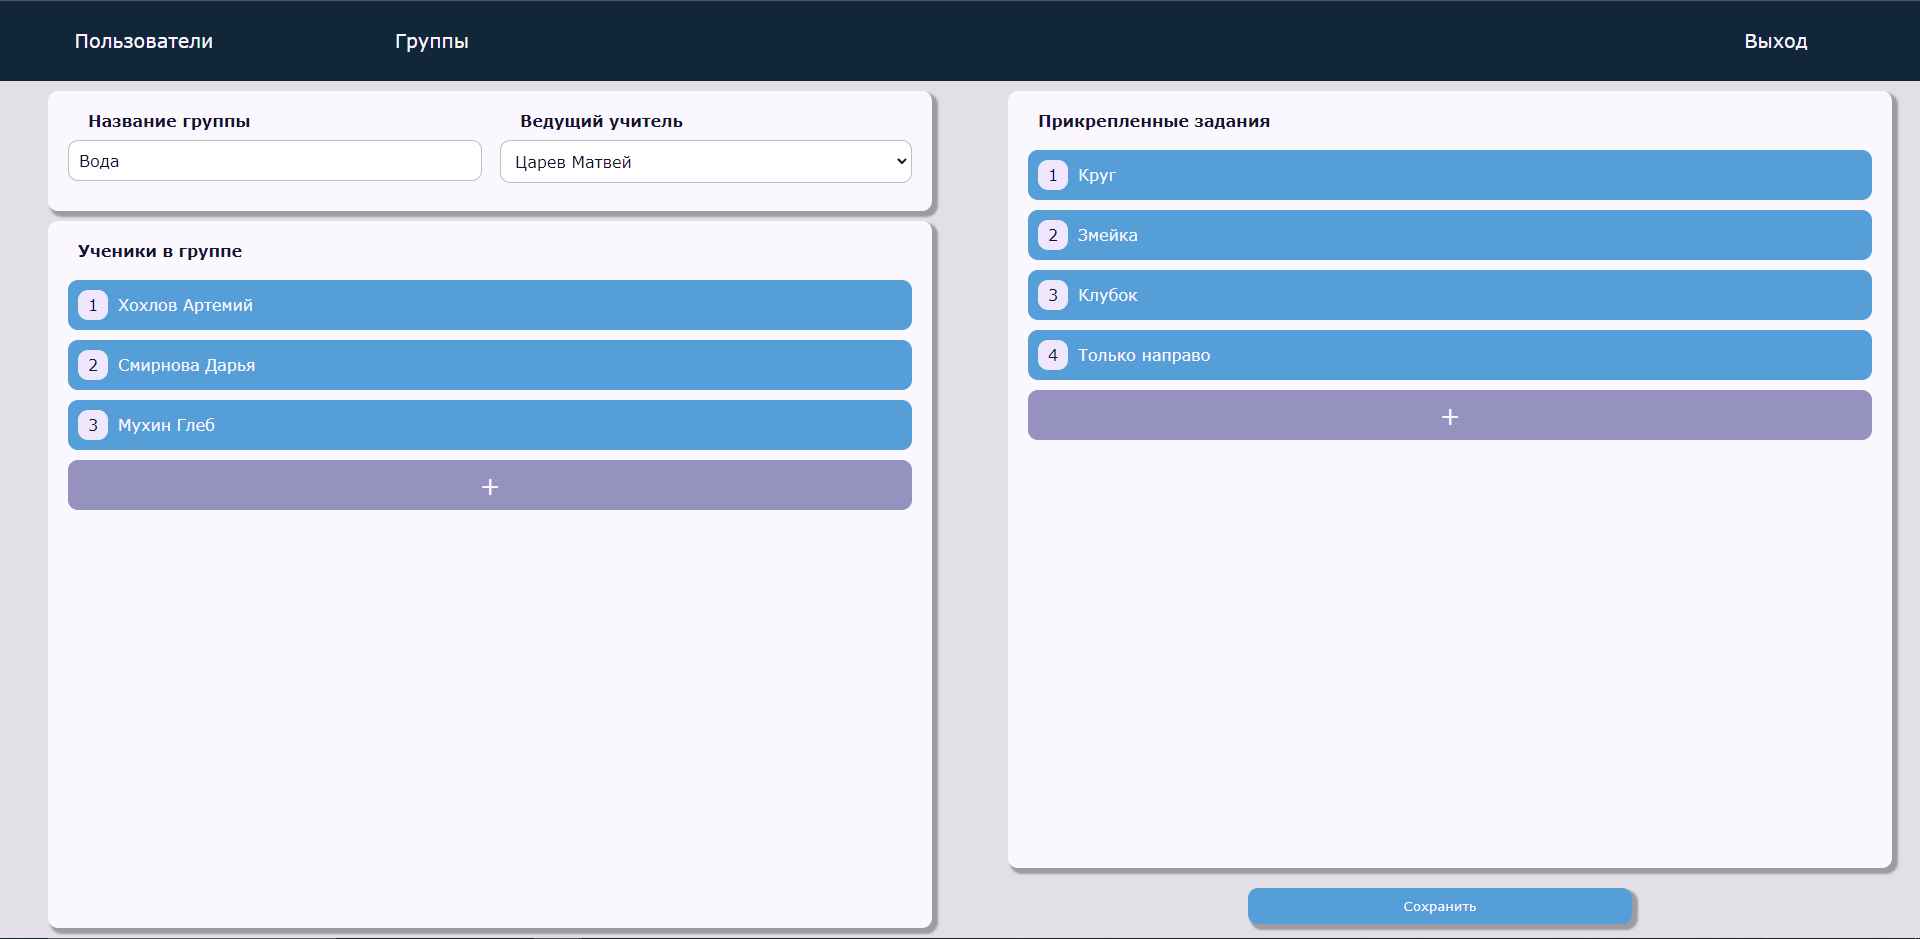 Пользователи
Группы
Выход
Название группы
Ведущий учитель
Вода
Царев Матвей
Ученики в группе
1 Хохлов Артемий
2 Смирнова Дарья
3 Мухин Глеб
+
Прикрепленные задания
1 Круг
2 Змейка
3 Клубок
4 Только направо
+
Сохранить